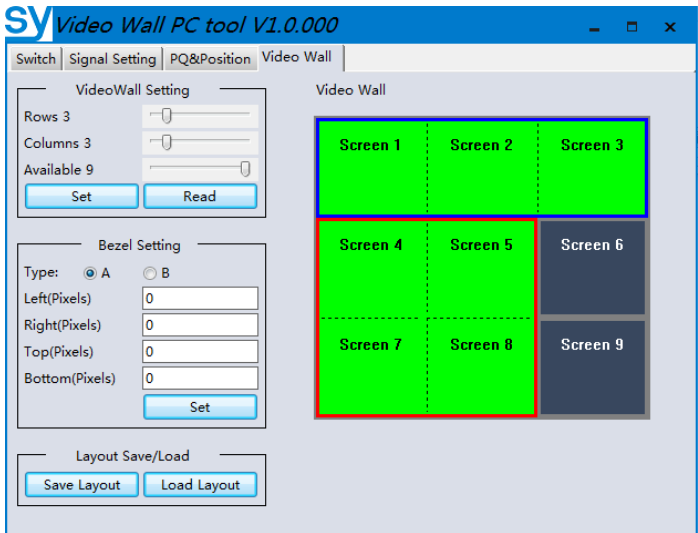 SY Video Wall PC tool V1.0.000
Switch Signal Setting PQ&Position Video Wall
VideoWall Setting
Rows 3
Columns 3
Available 9
Set Read
Bezel Setting
Type: A B
Left(Pixels) 0
Right(Pixels) 0
Top(Pixels) 0
Bottom(Pixels) 0
Set
Layout Save/Load
Save Layout Load Layout
Video Wall
Screen 1 Screen 2 Screen 3
Screen 4 Screen 5 Screen 6
Screen 7 Screen 8 Screen 9